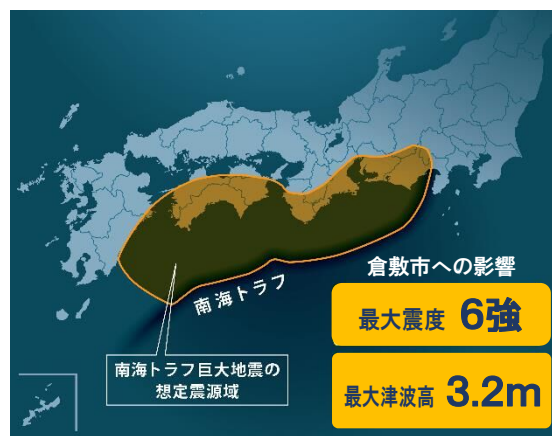 南海トラフ
南海トラフ巨大地震の
想定震源域
倉敷市への影響
最大震度 6強
最大津波高 3.2m